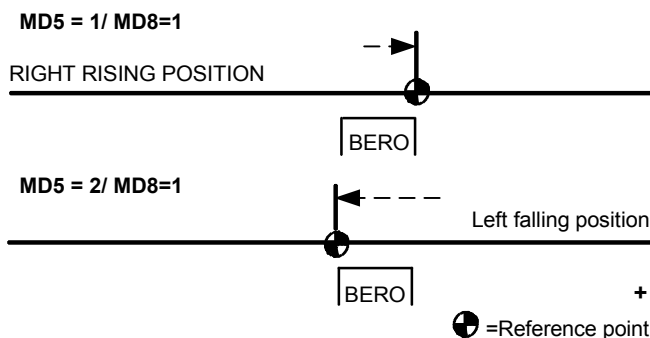 MD5 = 1/ MD8=1
RIGHT RISING POSITION
BERO
MD5 = 2/ MD8=1
Left falling position
BERO
+
=Reference point